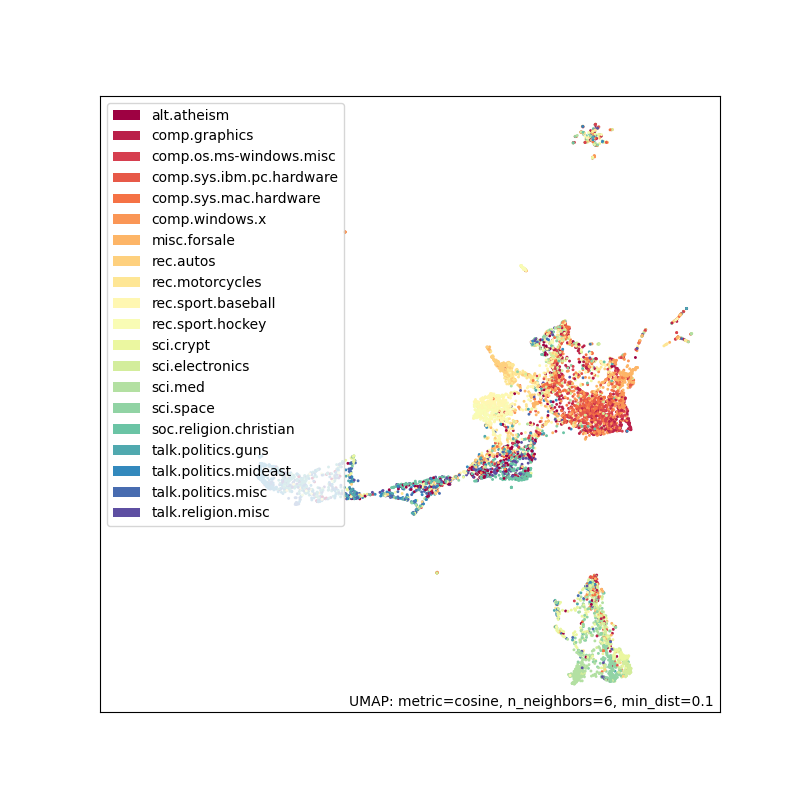 alt.atheism
comp.graphics
comp.os.ms-windows.misc
comp.sys.ibm.pc.hardware
comp.sys.mac.hardware
comp.windows.x
misc.forsale
rec.autos
rec.motorcycles
rec.sport.baseball
rec.sport.hockey
sci.crypt
sci.electronics
sci.med
sci.space
soc.religion.christian
talk.politics.guns
talk.politics.mideast
talk.politics.misc
talk.religion.misc
UMAP: metric=cosine, n_neighbors=6, min_dist=0.1